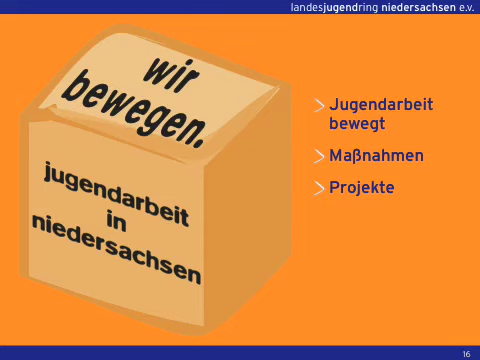 landesjugendring niedersachsen e.v.
wir
bewegen.
jugendarbeit
in
niedersachsen
Jugendarbeit
bewegt
Maßnahmen
Projekte
16